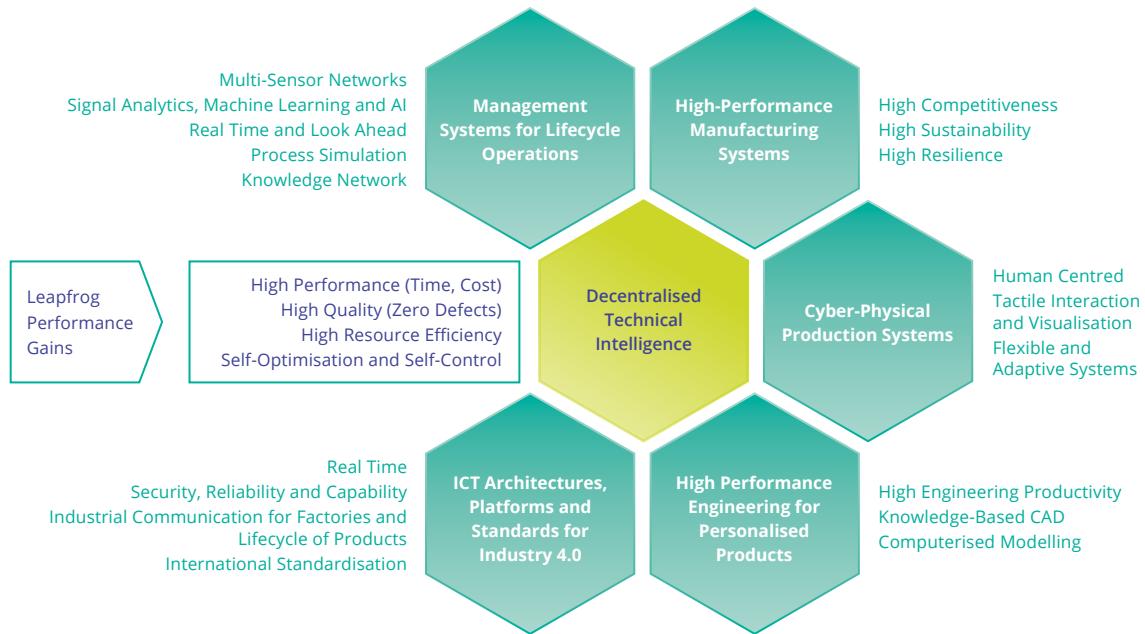 Multi-Sensor Networks
Signal Analytics, Machine Learning and AI
Real Time and Look Ahead
Process Simulation
Knowledge Network
Management
Systems for Lifecycle
Operations
High-Performance
Manufacturing
Systems
High Competitiveness
High Sustainability
High Resilience
Leapfrog
Performance
Gains
High Performance (Time, Cost)
High Quality (Zero Defects)
High Resource Efficiency
Self-Optimisation and Self-Control
Decentralised
Technical
Intelligence
Cyber-Physical
Production Systems
Human Centred
Tactile Interaction
and Visualisation
Flexible and
Adaptive Systems
Real Time
Security, Reliability and Capability
Industrial Communication for Factories and
Lifecycle of Products
International Standardisation
ICT Architectures,
Platforms and
Standards for
Industry 4.0
High Performance
Engineering for
Personalised
Products
High Engineering Productivity
Knowledge-Based CAD
Computerised Modelling